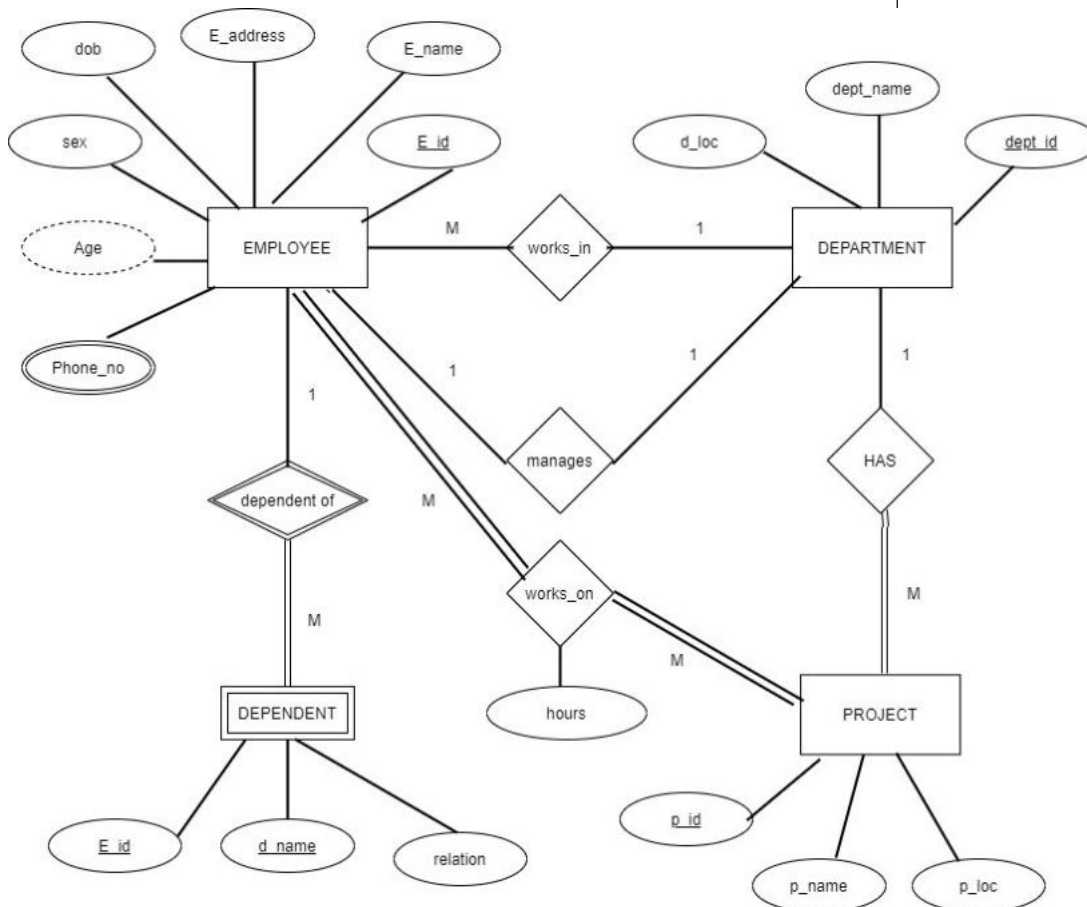 E_address
dob
E_name
dept_name
sex
E_id
d_loc
dept_id
Age
EMPLOYEE
M
works_in
1
DEPARTMENT
Phone_no
1
1
1
1
manages
HAS
dependent of
M
works_on
M
M
M
DEPENDENT
hours
PROJECT
p_id
E_id
d_name
relation
p_name
p_loc